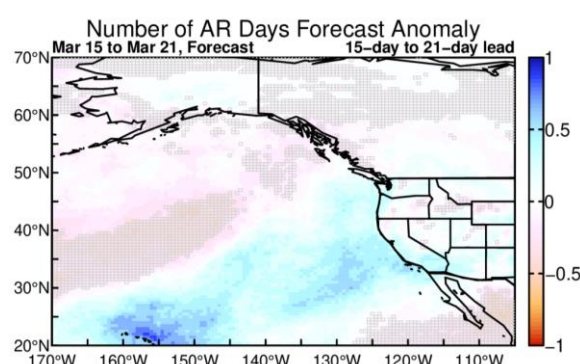 Number of AR Days Forecast Anomaly
Mar 15 to Mar 21, Forecast 15-day to 21-day lead
70°N
60°N
50°N
40°N
30°N
20°N
170°W 160°W 150°W 140°W 130°W 120°W 110°W
1
0.5
0
−0.5
−1